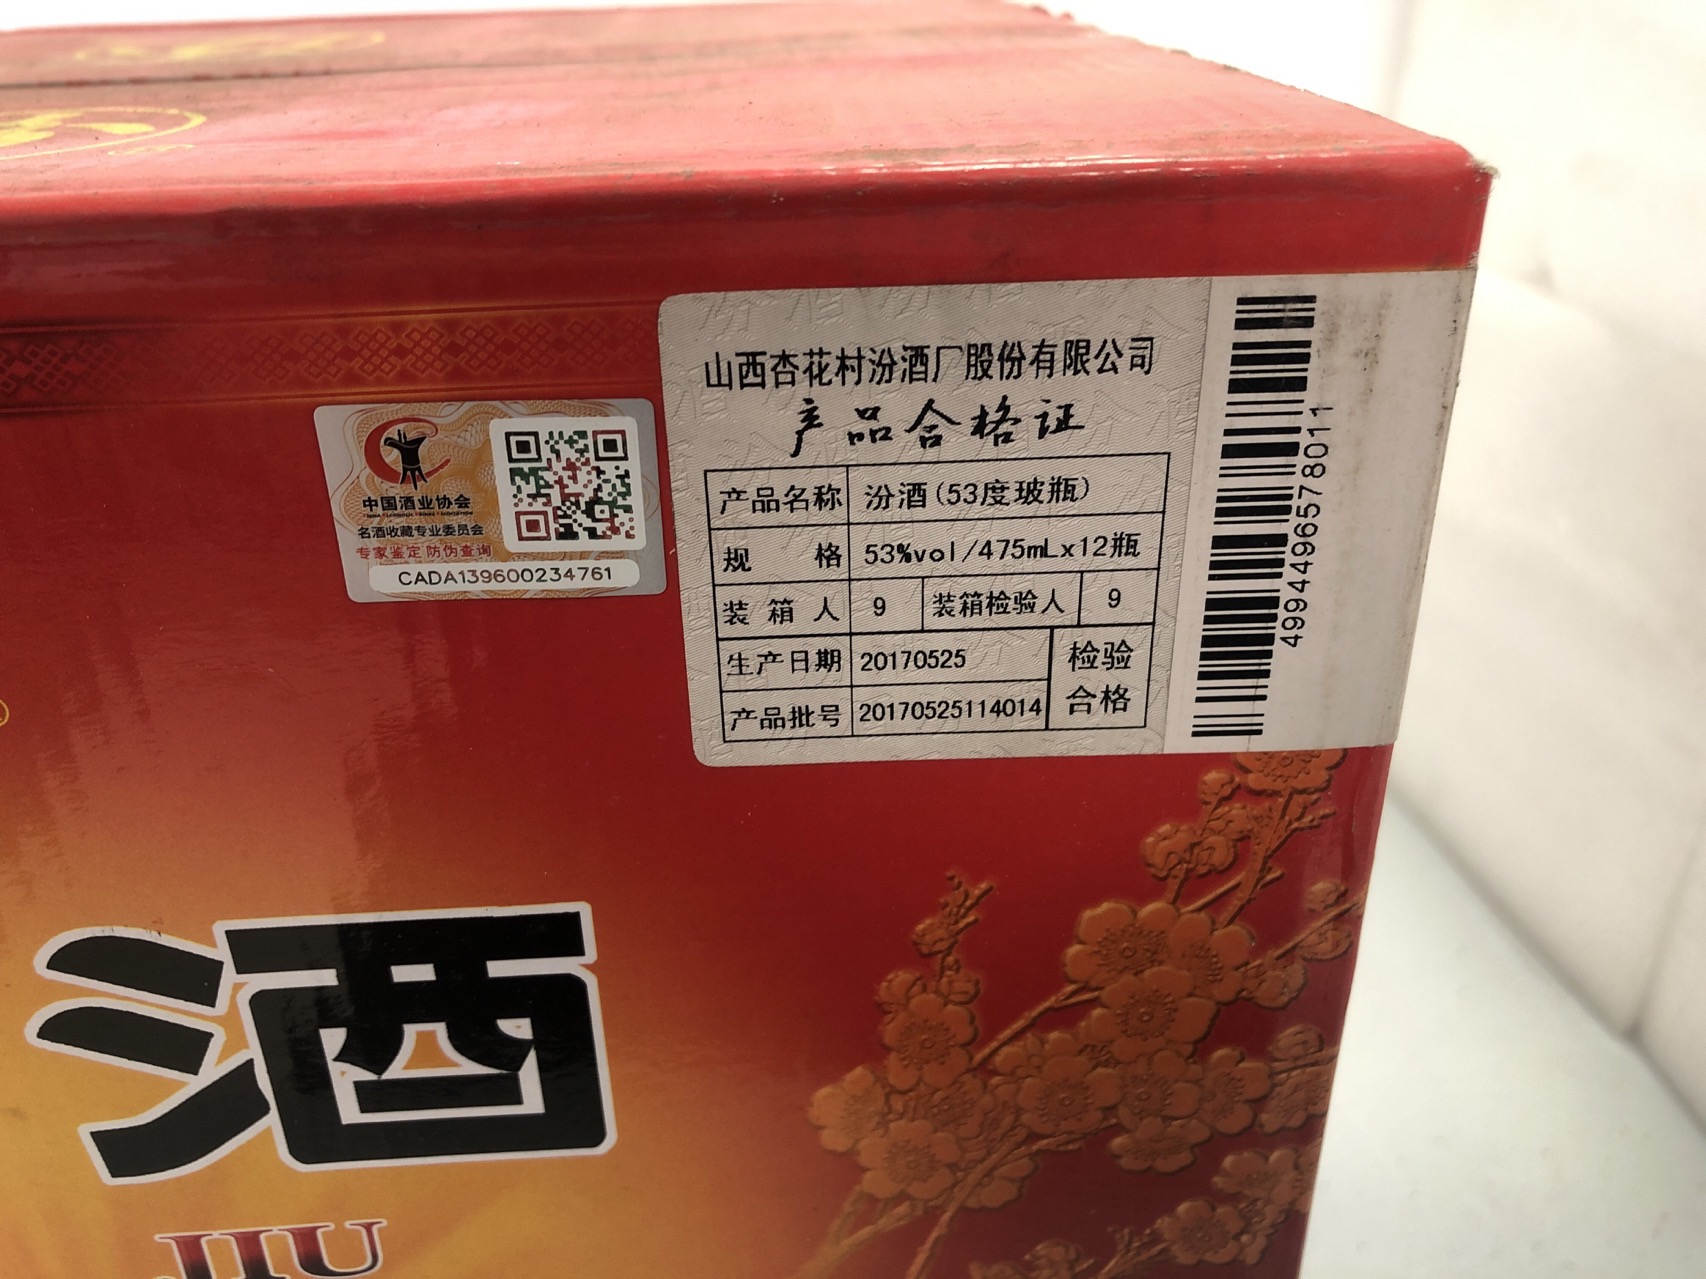 山西杏花村汾酒厂股份有限公司
产品合格证
产品名称 汾酒(53度玻瓶)
规 格 53%vol/475mLx12瓶
装箱人 9 装箱检验人 9
生产日期 20170525
产品批号 20170525114014
检验
合格
4994496578011
中国酒业协会
名酒收藏专业委员会
专家鉴定 防伪查询
CADA139600234761
酒
JIU